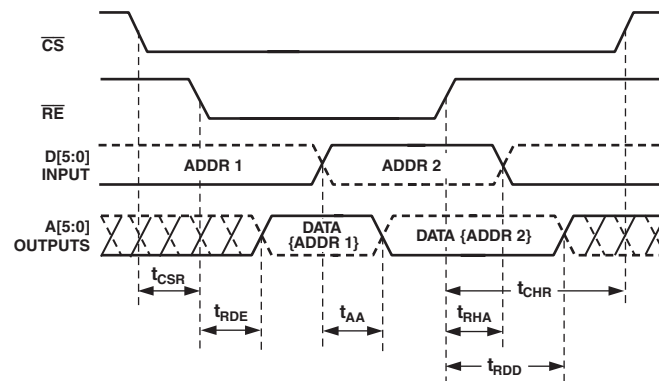 CS
RE
D[5:0]
INPUT
ADDR 1
ADDR 2
A[5:0]
OUTPUTS
DATA
{ADDR 1}
DATA {ADDR 2}
tCSR
tCHR
tRDE
tAA
tRHA
tRDD